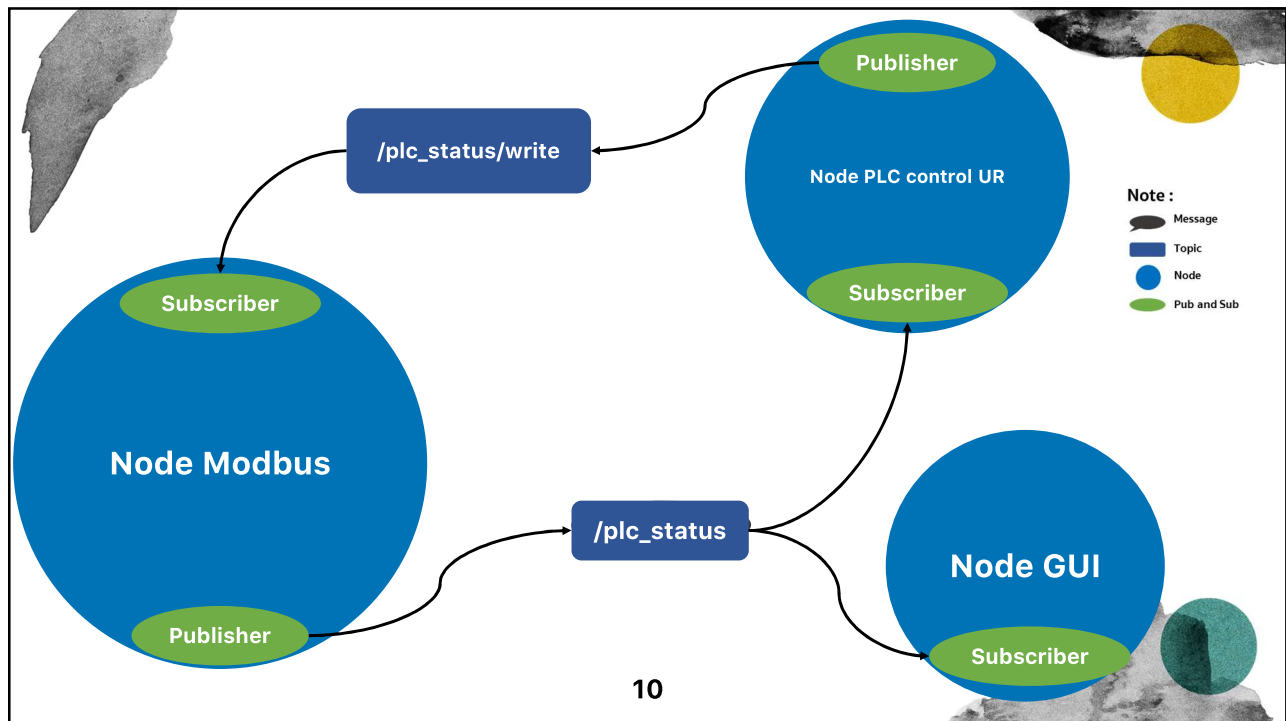 Publisher
/plc_status/write
Node PLC control UR
Note :
Message
Topic
Node
Pub and Sub
Subscriber
Subscriber
Node Modbus
/plc_status
Node GUI
Publisher
Subscriber
10